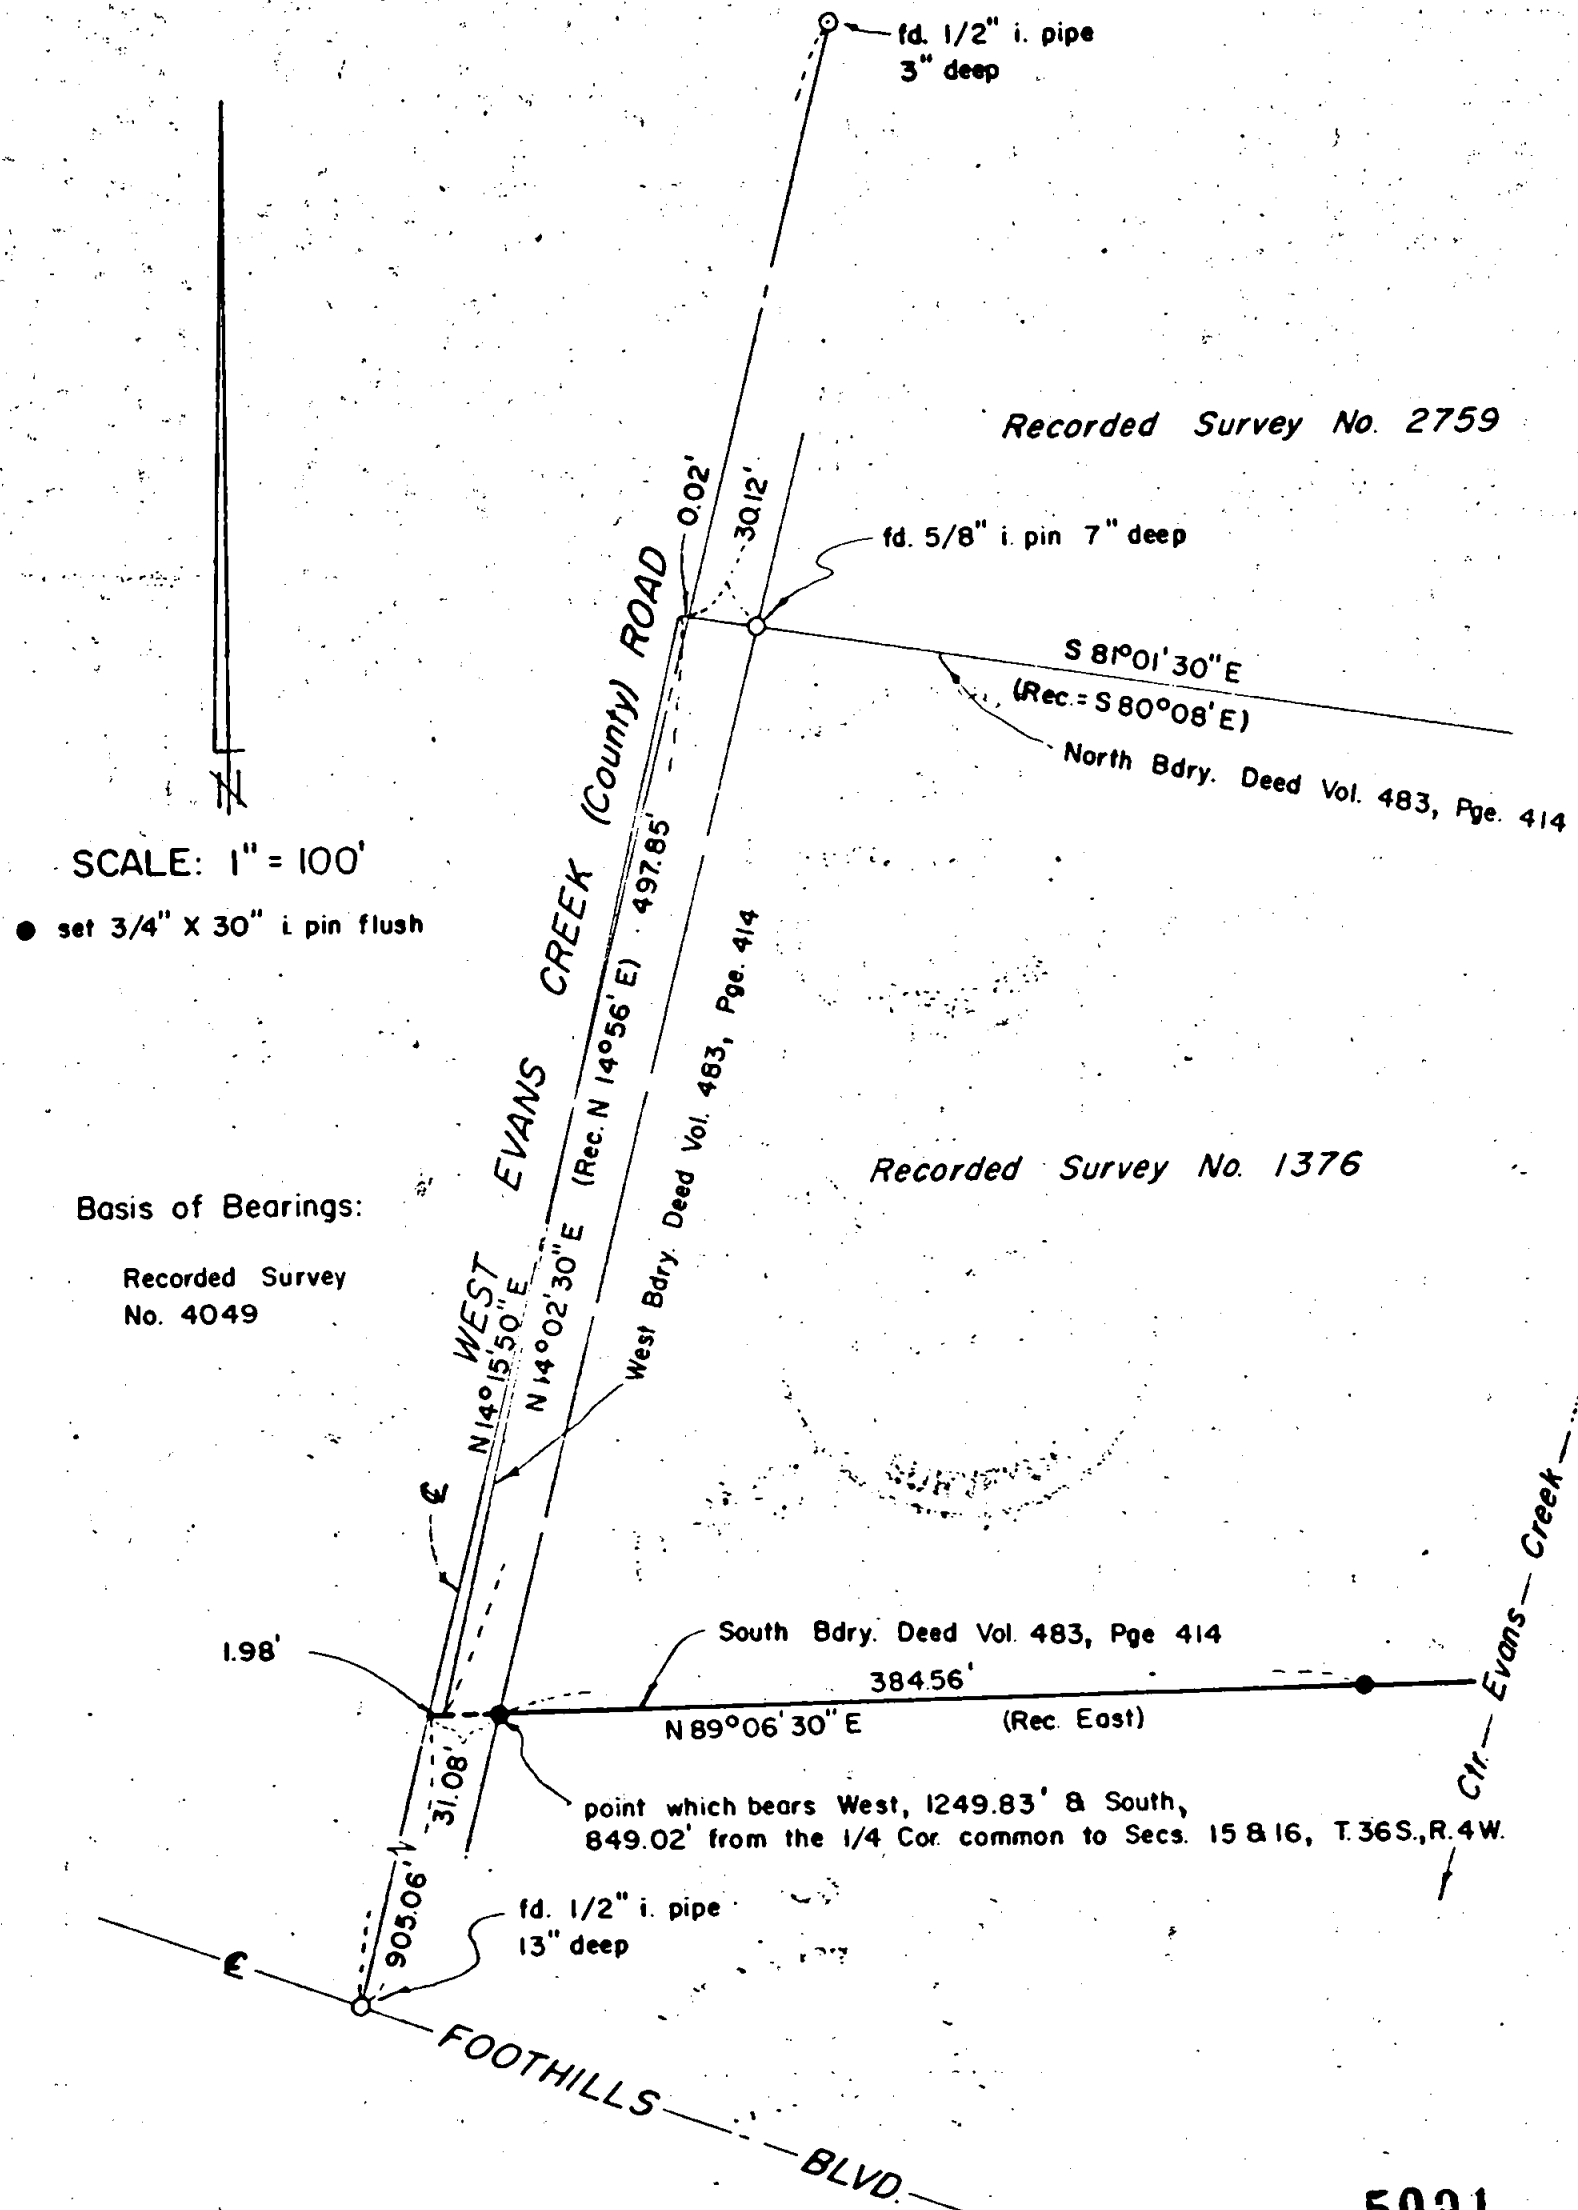 fd. 1/2" i. pipe
3" deep
Recorded Survey No. 2759
0.02'
30.12'
fd. 5/8" i. pin 7" deep
S 81°01'30" E
(Rec. = S 80°08' E)
North Bdry. Deed Vol. 483, Pge. 414
N
SCALE: 1" = 100'
● set 3/4" X 30" i. pin flush
WEST EVANS CREEK (County) ROAD
N 14°15'50" E
N 14°02'30" E (Rec. N 14°56' E) 497.85'
West Bdry. Deed Vol. 483, Pge. 414
Recorded Survey No. 1376
Basis of Bearings:
Recorded Survey
No. 4049
℄
1.98'
South Bdry. Deed Vol. 483, Pge 414
384.56'
N 89°06'30" E (Rec. East)
Ctr. Evans Creek
31.08'
point which bears West, 1249.83' & South,
849.02' from the 1/4 Cor. common to Secs. 15 & 16, T. 36 S., R. 4 W.
905.06'
fd. 1/2" i. pipe
13" deep
℄
FOOTHILLS BLVD.